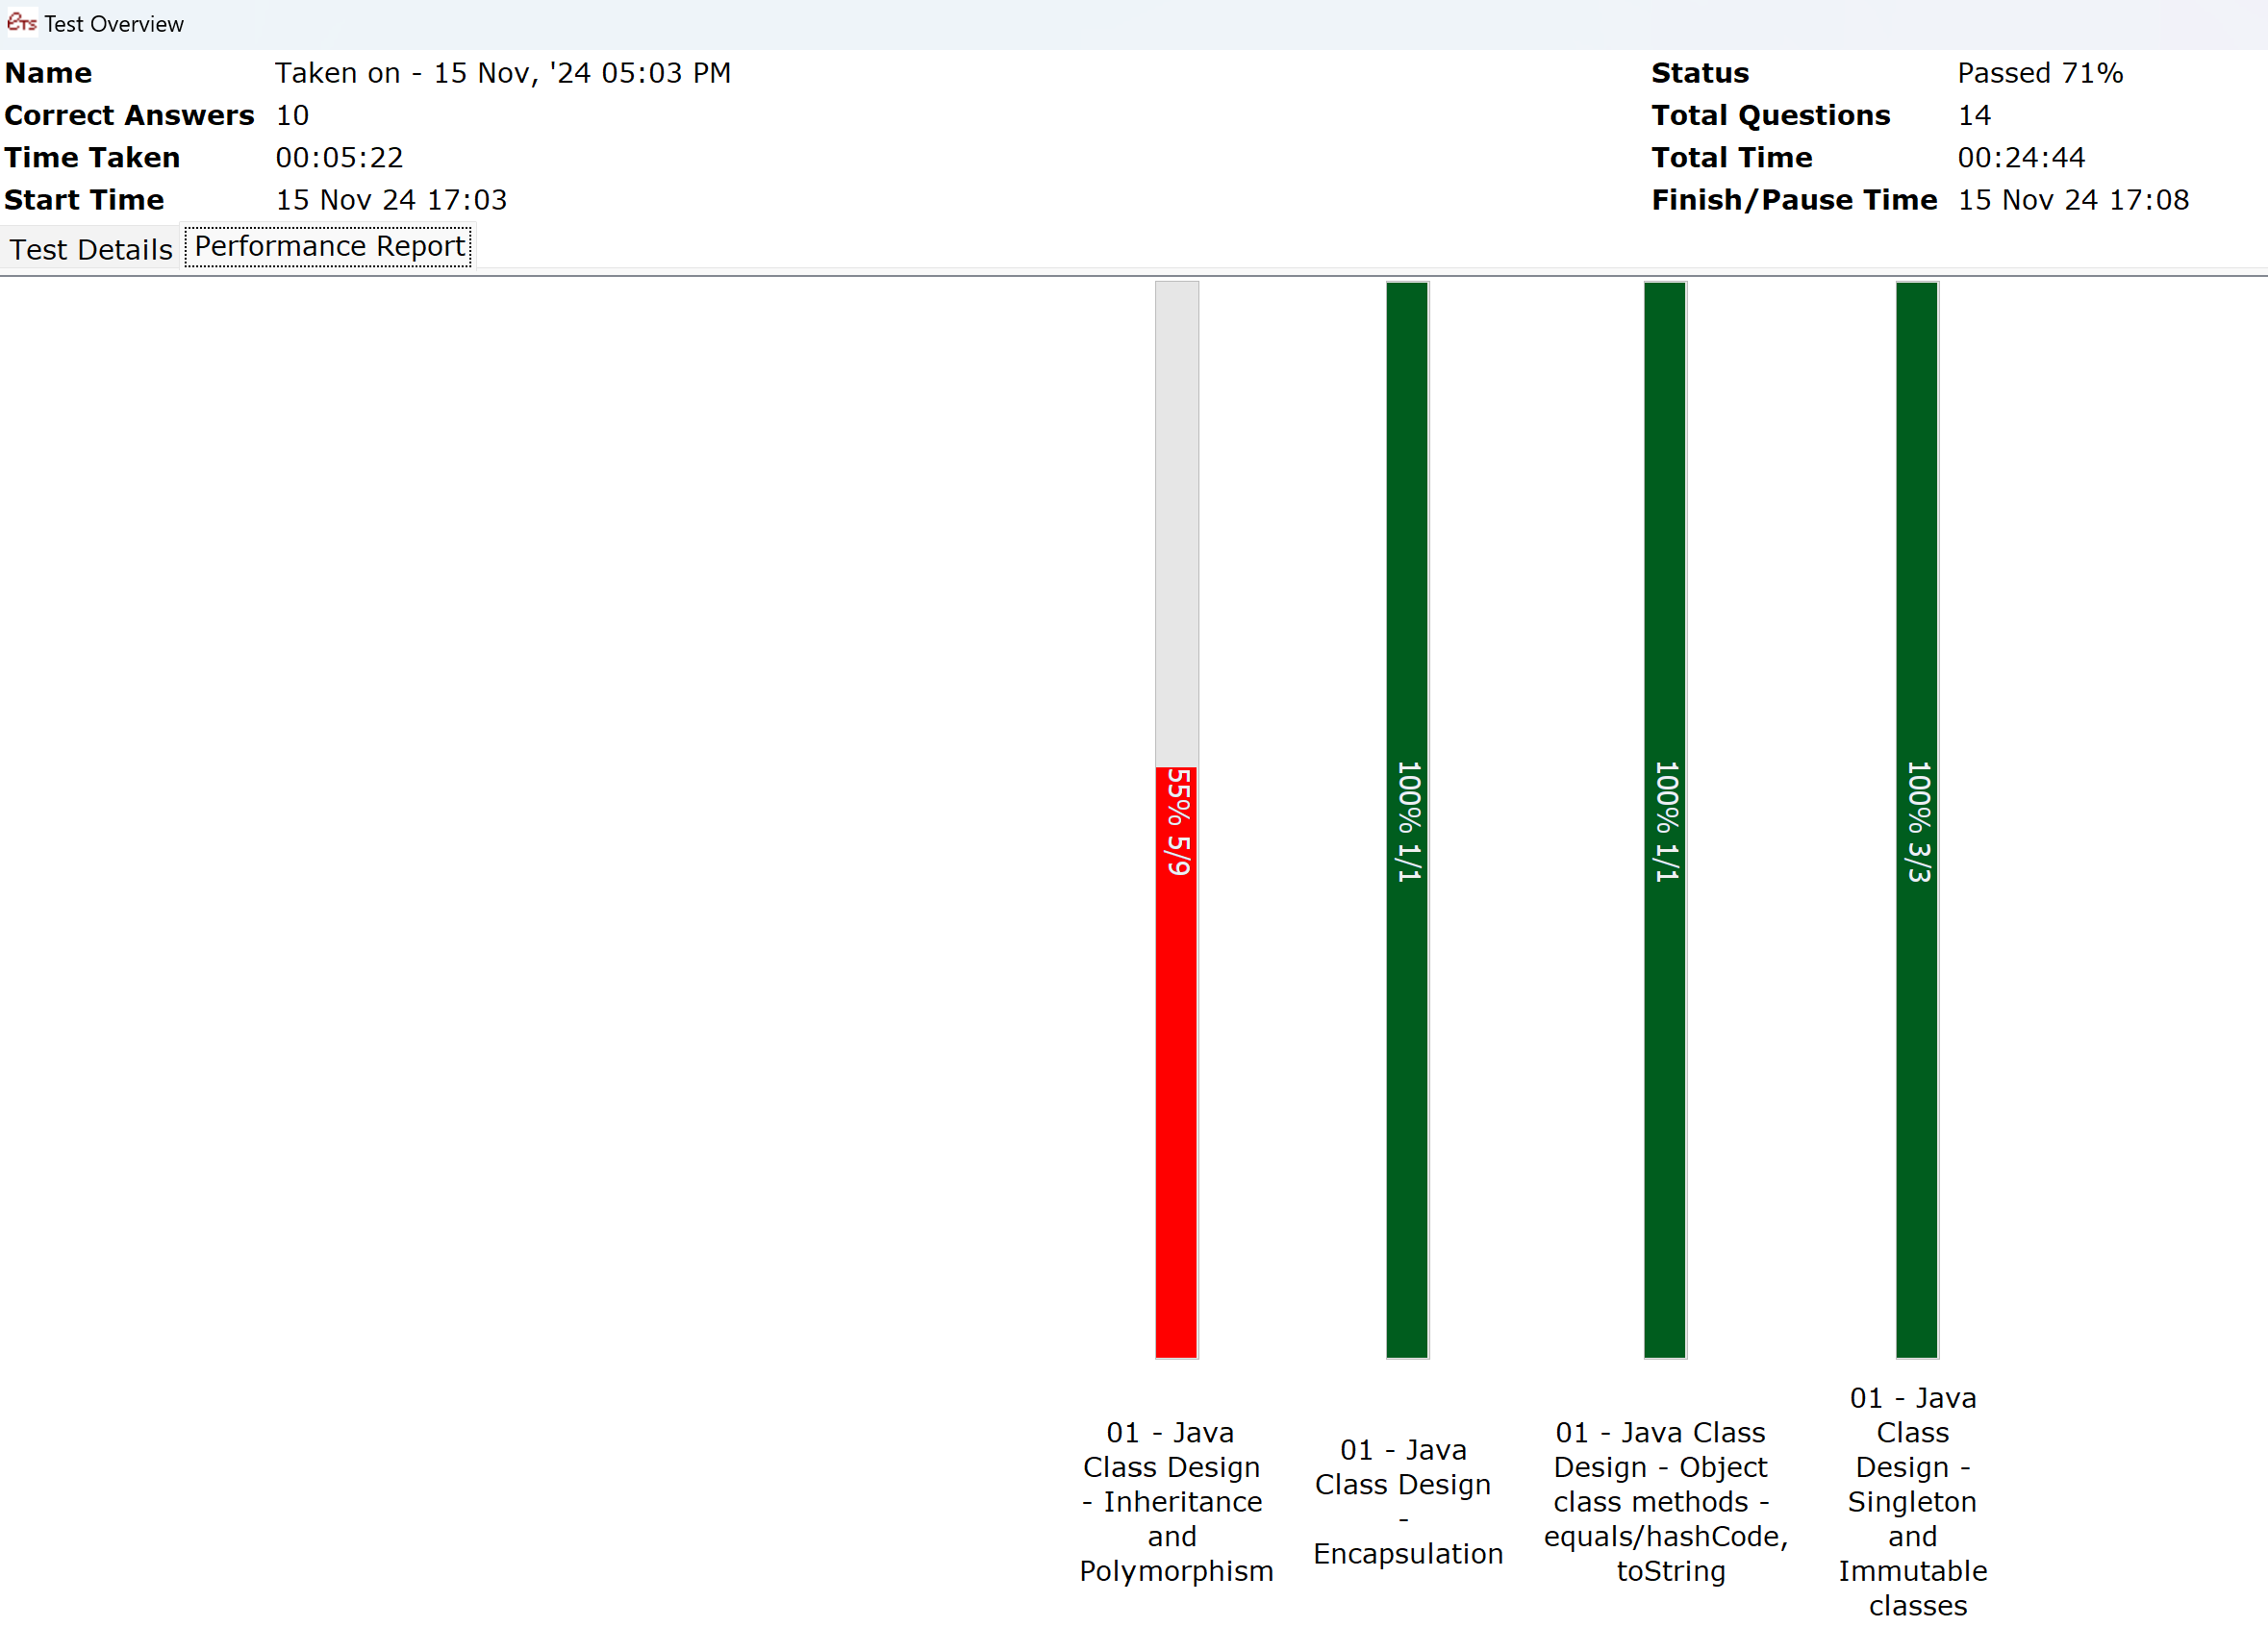 eTs Test Overview
Name Taken on - 15 Nov, '24 05:03 PM Status Passed 71%
Correct Answers 10 Total Questions 14
Time Taken 00:05:22 Total Time 00:24:44
Start Time 15 Nov 24 17:03 Finish/Pause Time 15 Nov 24 17:08
Test Details Performance Report
55% 5/9
100% 1/1
100% 1/1
100% 3/3
01 - Java
Class Design
- Inheritance
and
Polymorphism
01 - Java
Class Design
-
Encapsulation
01 - Java Class
Design - Object
class methods -
equals/hashCode,
toString
01 - Java
Class
Design -
Singleton
and
Immutable
classes